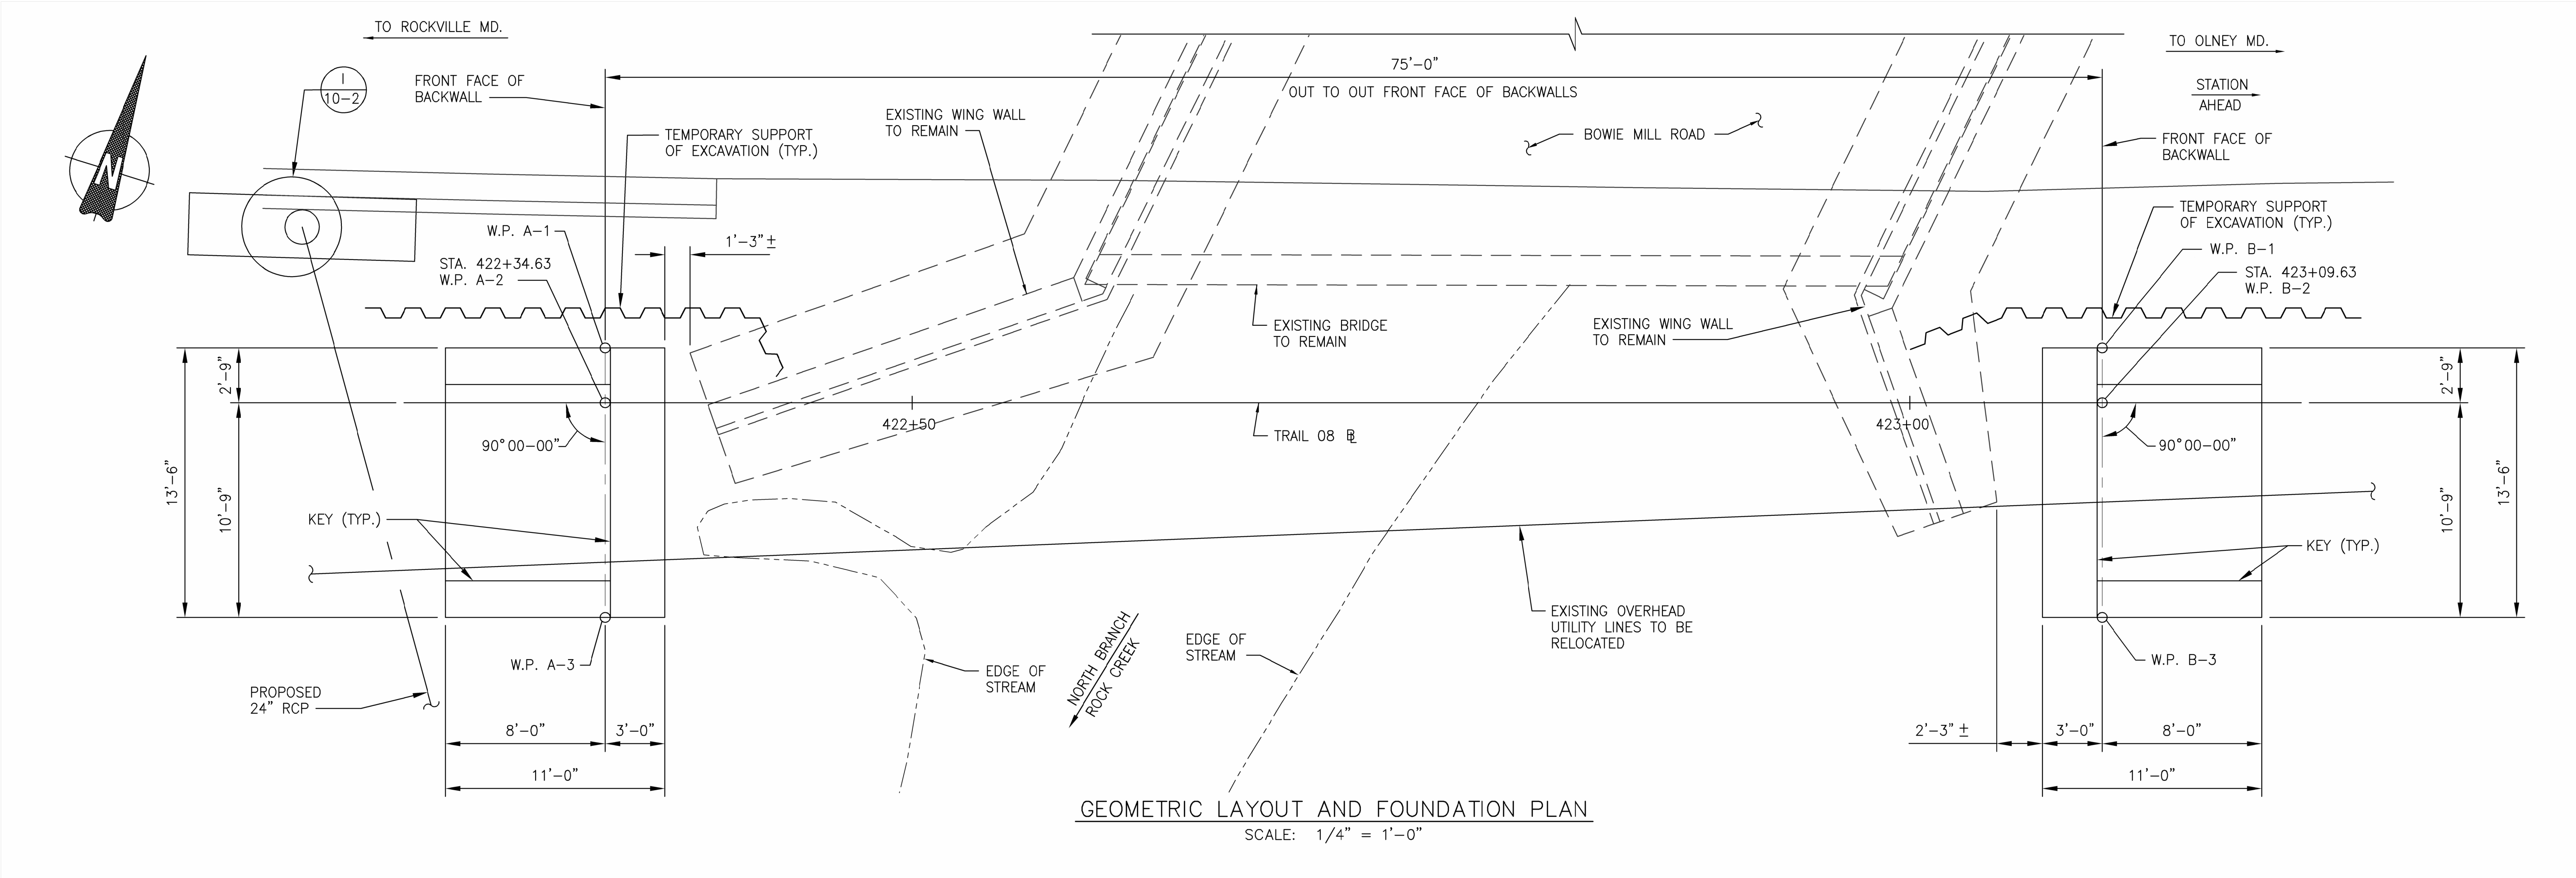 TO ROCKVILLE MD.
TO OLNEY MD.
1
10-2
FRONT FACE OF
BACKWALL
75'-0"
OUT TO OUT FRONT FACE OF BACKWALLS
STATION
AHEAD
EXISTING WING WALL
TO REMAIN
BOWIE MILL ROAD
TEMPORARY SUPPORT
OF EXCAVATION (TYP.)
FRONT FACE OF
BACKWALL
N
W.P. A-1
1'-3"±
TEMPORARY SUPPORT
OF EXCAVATION (TYP.)
W.P. B-1
STA. 422+34.63
W.P. A-2
STA. 423+09.63
W.P. B-2
EXISTING BRIDGE
TO REMAIN
EXISTING WING WALL
TO REMAIN
2'-9"
2'-9"
422+50
423+00
TRAIL 08 BL
90°00-00"
90°00-00"
13'-6"
10'-9"
10'-9"
13'-6"
KEY (TYP.)
KEY (TYP.)
EXISTING OVERHEAD
UTILITY LINES TO BE
RELOCATED
NORTH BRANCH
ROCK CREEK
EDGE OF
STREAM
EDGE OF
STREAM
W.P. A-3
W.P. B-3
PROPOSED
24" RCP
8'-0"
3'-0"
2'-3" ±
3'-0"
8'-0"
11'-0"
11'-0"
GEOMETRIC LAYOUT AND FOUNDATION PLAN
SCALE: 1/4" = 1'-0"